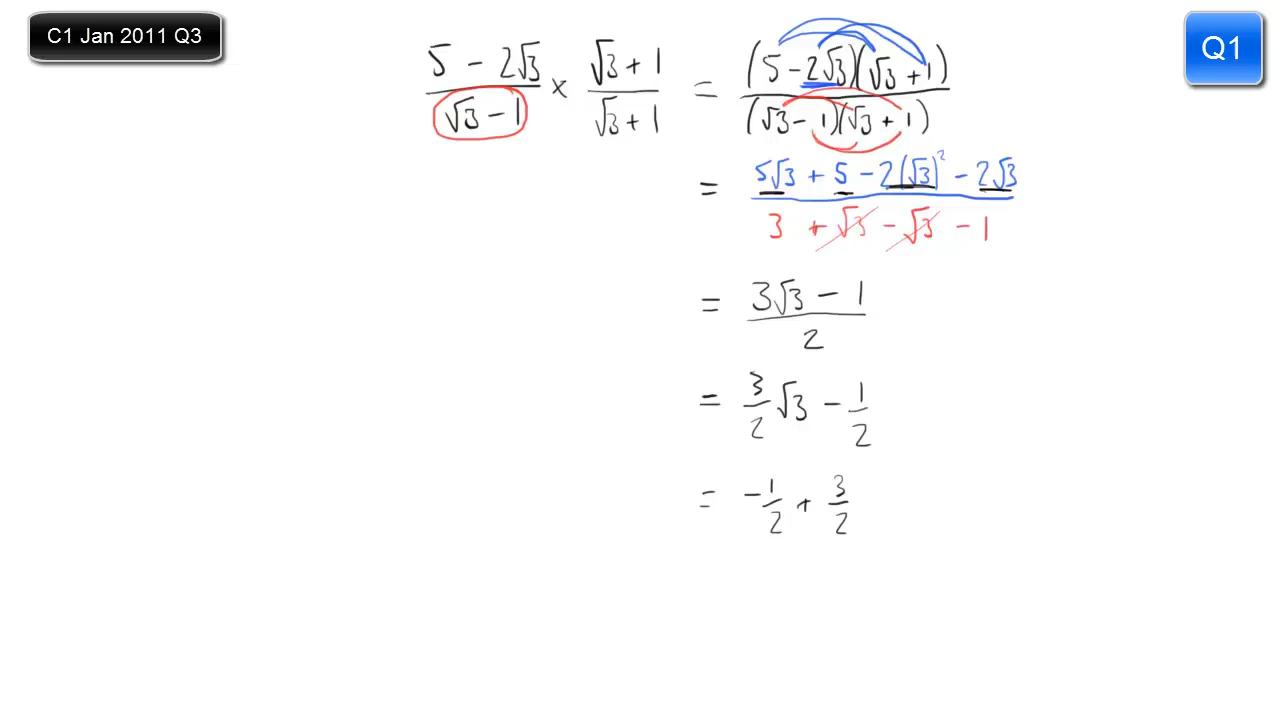 C1 Jan 2011 Q3
Q1
5 - 2√3 / √3 - 1 × √3 + 1 / √3 + 1 = (5 - 2√3)(√3 + 1) / (√3 - 1)(√3 + 1)
= 5√3 + 5 - 2(√3)² - 2√3 / 3 + √3 - √3 - 1
= 3√3 - 1 / 2
= 3/2 √3 - 1/2
= -1/2 + 3/2